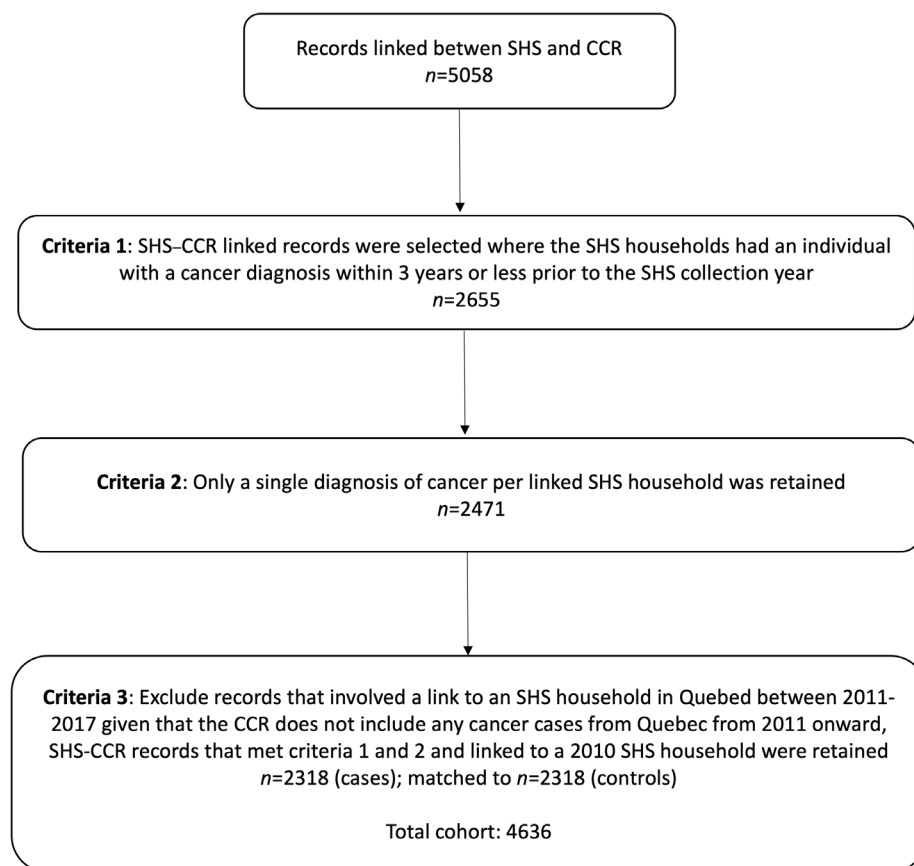 Records linked betwen SHS and CCR
n=5058
Criteria 1: SHS–CCR linked records were selected where the SHS households had an individual
with a cancer diagnosis within 3 years or less prior to the SHS collection year
n=2655
Criteria 2: Only a single diagnosis of cancer per linked SHS household was retained
n=2471
Criteria 3: Exclude records that involved a link to an SHS household in Quebed between 2011-
2017 given that the CCR does not include any cancer cases from Quebec from 2011 onward,
SHS-CCR records that met criteria 1 and 2 and linked to a 2010 SHS household were retained
n=2318 (cases); matched to n=2318 (controls)
Total cohort: 4636